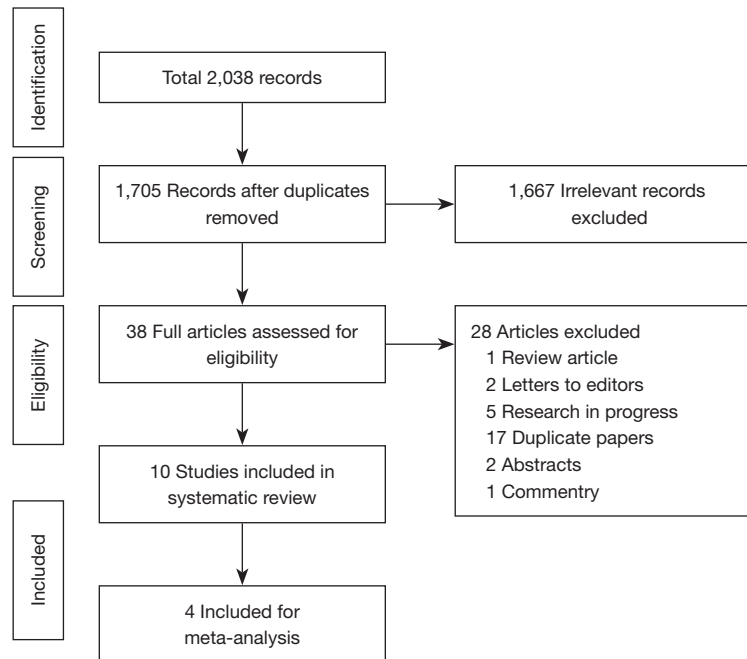 Identification
Total 2,038 records
Screening
1,705 Records after duplicates
removed
1,667 Irrelevant records
excluded
Eligibility
38 Full articles assessed for
eligibility
28 Articles excluded
1 Review article
2 Letters to editors
5 Research in progress
17 Duplicate papers
2 Abstracts
1 Commentry
10 Studies included in
systematic review
Included
4 Included for
meta-analysis